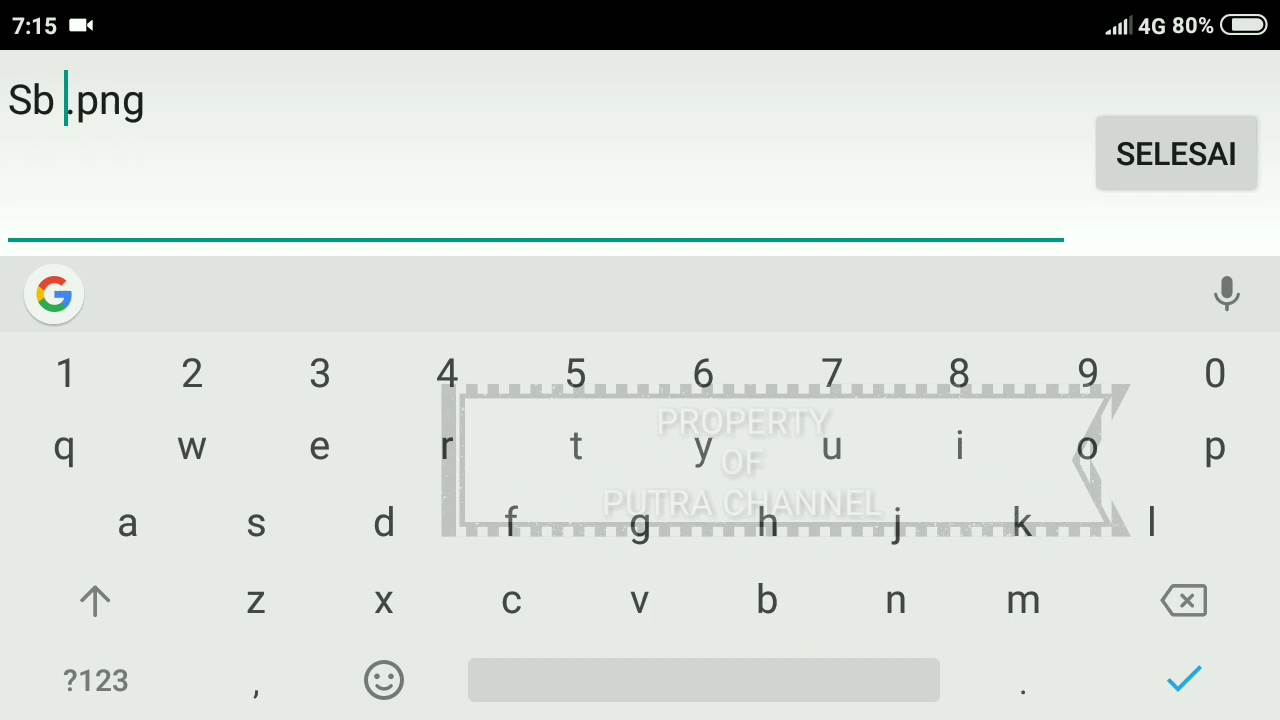 7:15 4G 80%
Sb .png
SELESAI
1 2 3 4 5 6 7 8 9 0
q w e r t y u i o p
a s d f g h j k l
z x c v b n m
?123 , .
PROPERTY
OF
PUTRA CHANNEL